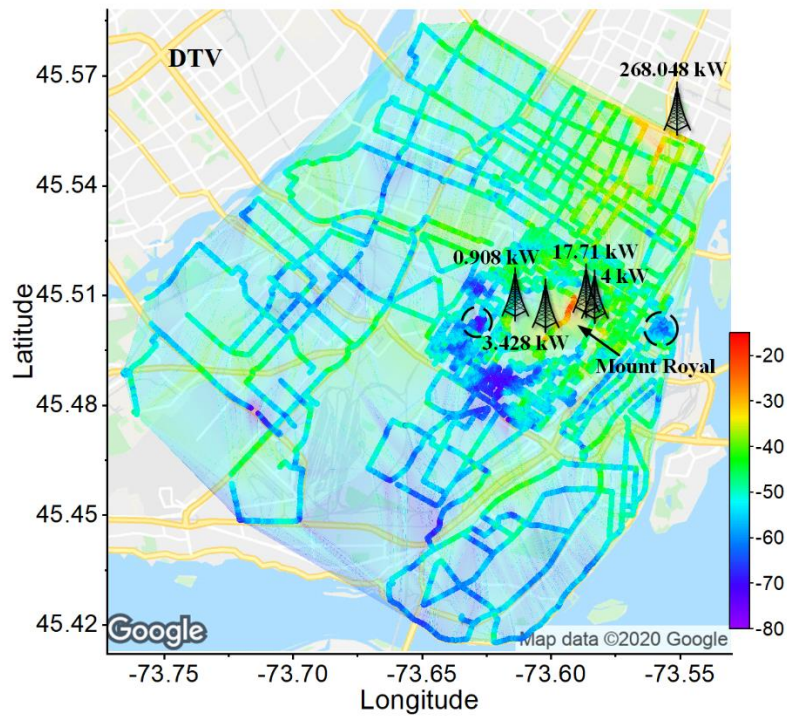 DTV
268.048 kW
0.908 kW
17.71 kW
4 kW
3.428 kW
Mount Royal
45.57
45.54
45.51
45.48
45.45
45.42
Latitude
-20
-30
-40
-50
-60
-70
-80
Google
Map data ©2020 Google
-73.75
-73.70
-73.65
-73.60
-73.55
Longitude